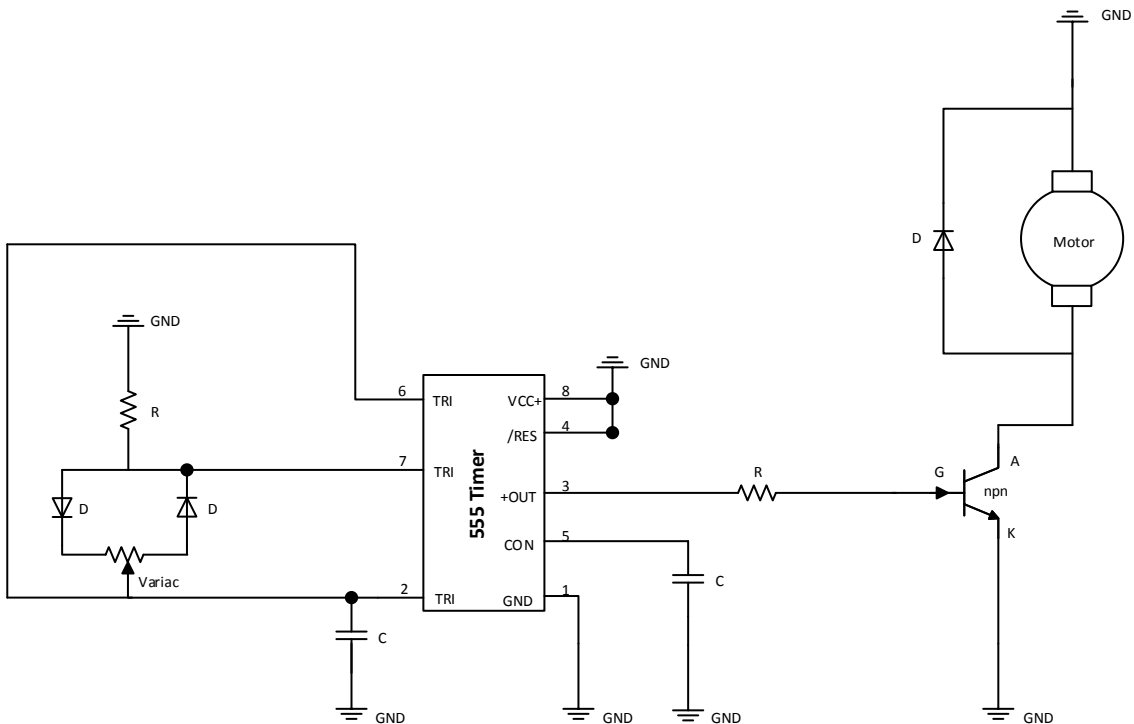 GND
Motor
D
GND
R
D
D
Variac
C
GND
6
7
2
TRI
TRI
TRI
555 Timer
VCC+
/RES
+OUT
CON
GND
8
4
3
5
1
GND
GND
C
GND
R
G
A
npn
K
GND